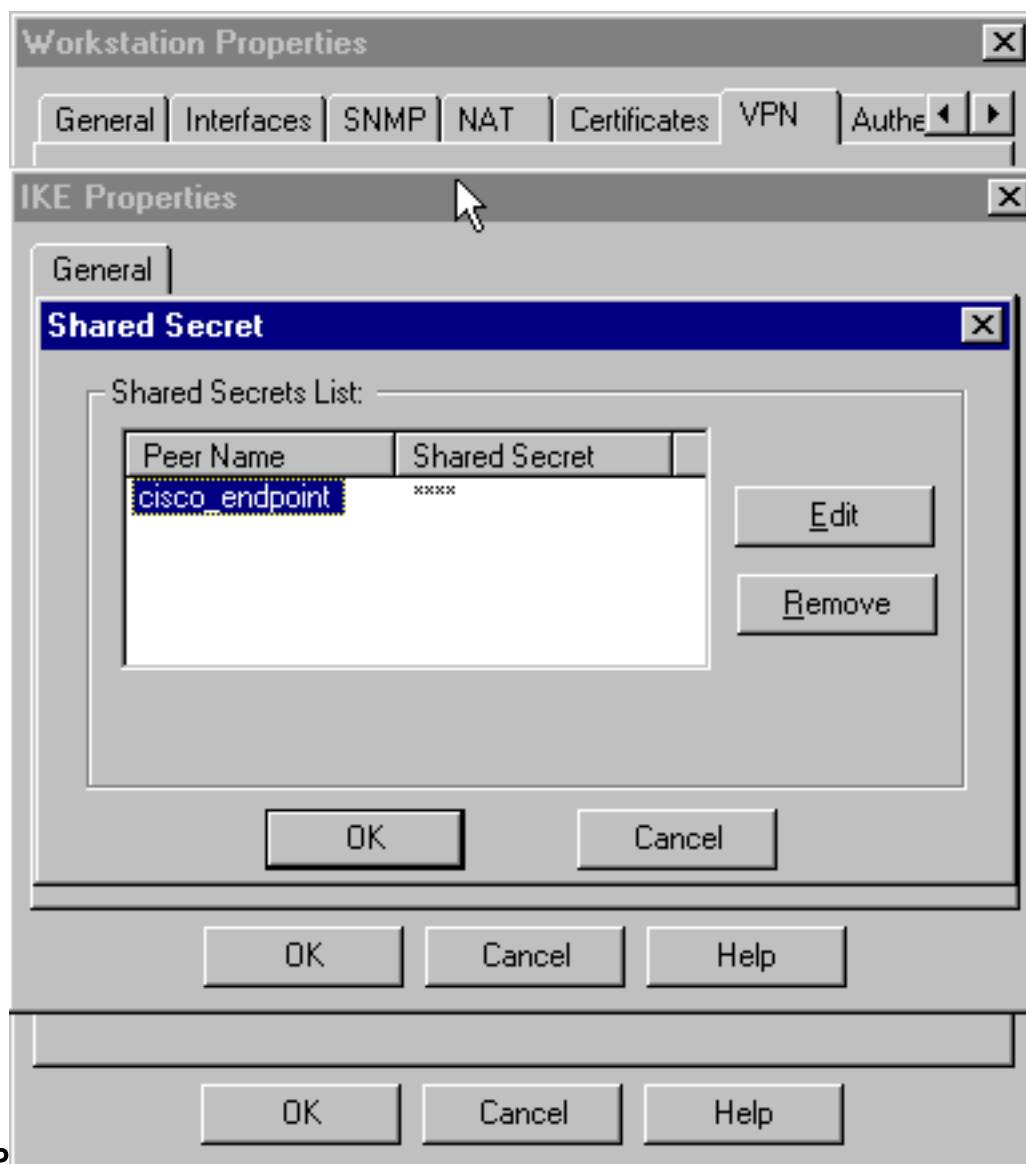 Workstation Properties
General Interfaces SNMP NAT Certificates VPN Authe
IKE Properties
General
Shared Secret
Shared Secrets List:
Peer Name Shared Secret
cisco_endpoint ****
Edit
Remove
OK Cancel
OK Cancel Help
OK Cancel Help